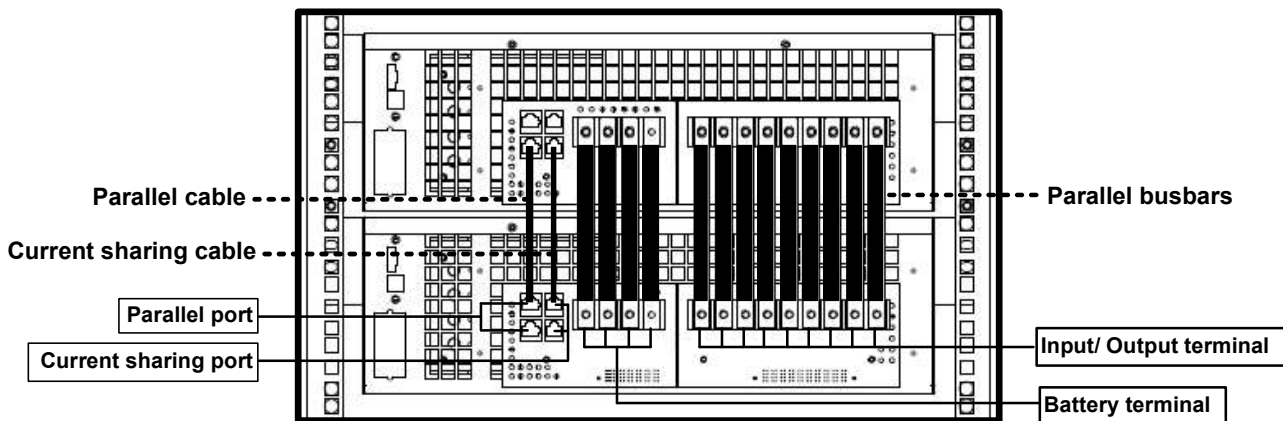 Parallel cable
Parallel busbars
Current sharing cable
Parallel port
Current sharing port
Input/ Output terminal
Battery terminal